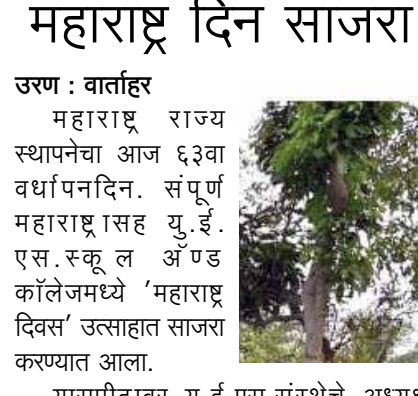 महाराष्ट्र दिन साजरा
उरण : वार्ताहर
महाराष्ट्र राज्य
स्थापनेचा आज ६३वा
वर्धापनदिन. संपूर्ण
महाराष्ट्रासह यु.ई.
एस.स्कूल अॅण्ड
कॉलेजमध्ये 'महाराष्ट्र
दिवस' उत्साहात साजरा
करण्यात आला.